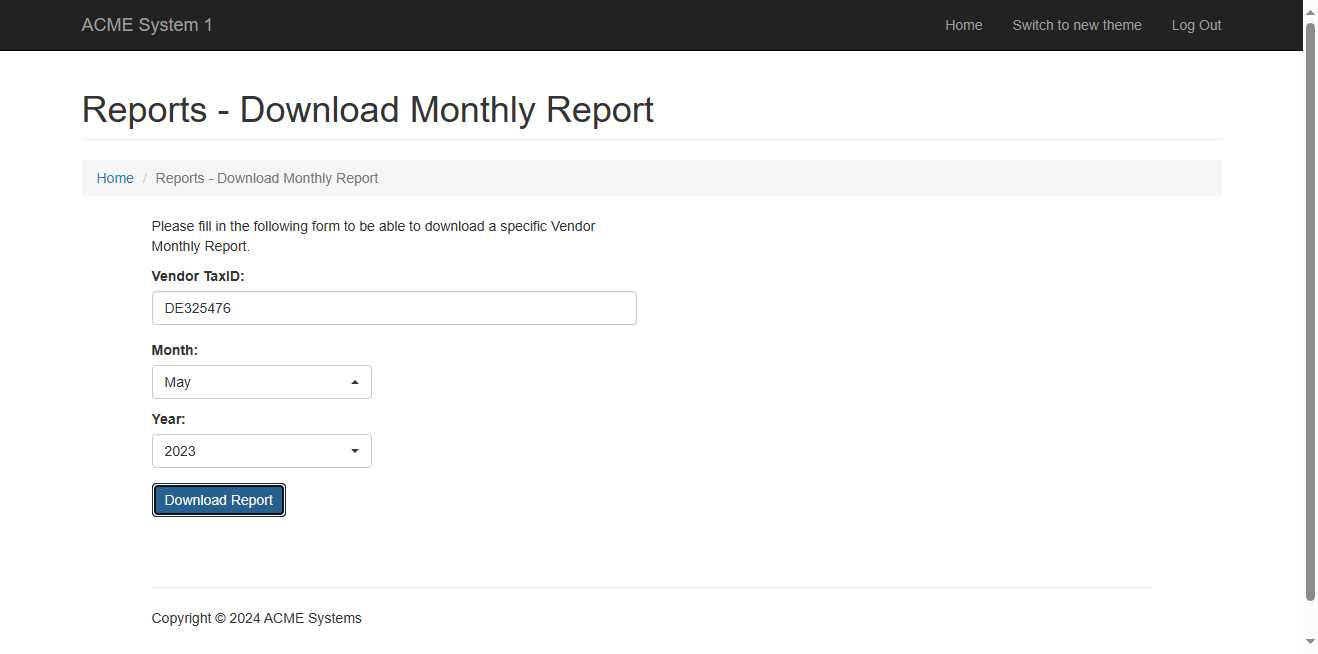 ACME System 1
Home
Switch to new theme
Log Out
Reports - Download Monthly Report
Home / Reports - Download Monthly Report
Please fill in the following form to be able to download a specific Vendor
Monthly Report.
Vendor TaxID:
DE325476
Month:
May
Year:
2023
Download Report
Copyright © 2024 ACME Systems